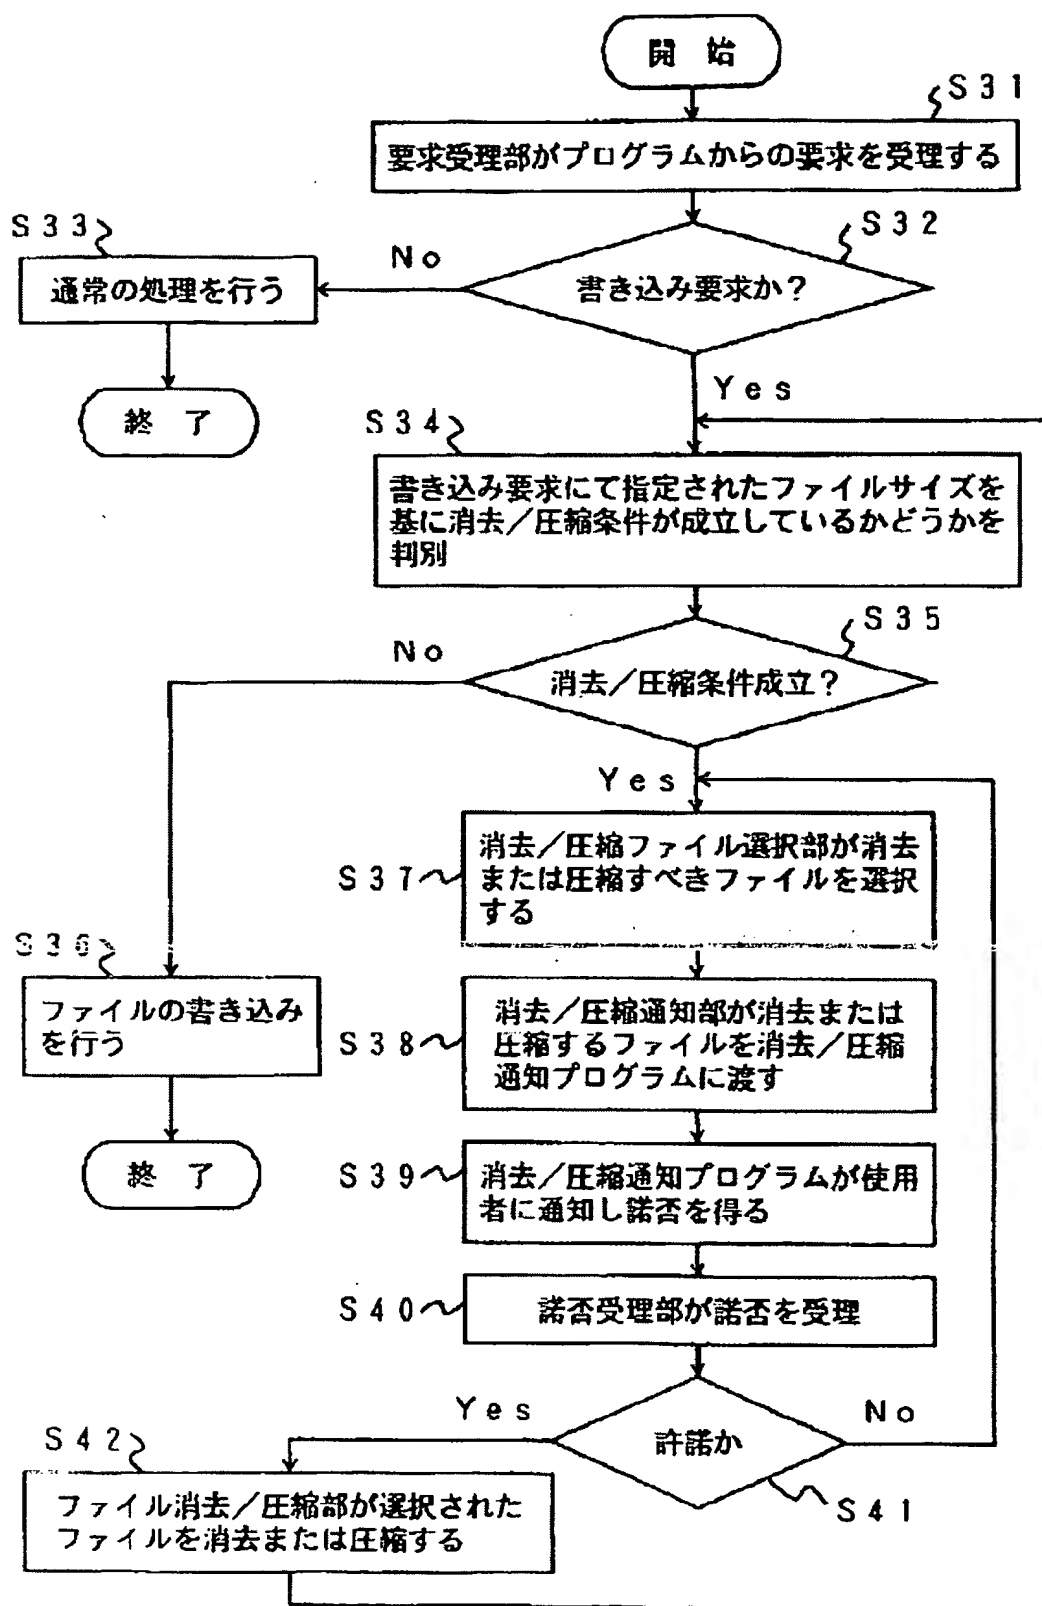 開 始
S31
要求受理部がプログラムからの要求を受理する
S32
書き込み要求か？
No
S33
通常の処理を行う
終 了
Yes
S34
書き込み要求にて指定されたファイルサイズを
基に消去／圧縮条件が成立しているかどうかを
判別
S35
消去／圧縮条件成立？
No
Yes
S37
消去／圧縮ファイル選択部が消去
または圧縮すべきファイルを選択
する
S36
ファイルの書き込み
を行う
終 了
S38
消去／圧縮通知部が消去または
圧縮するファイルを消去／圧縮
通知プログラムに渡す
S39
消去／圧縮通知プログラムが使用
者に通知し諾否を得る
S40
諾否受理部が諾否を受理
許諾か
S41
Yes
No
S42
ファイル消去／圧縮部が選択された
ファイルを消去または圧縮する